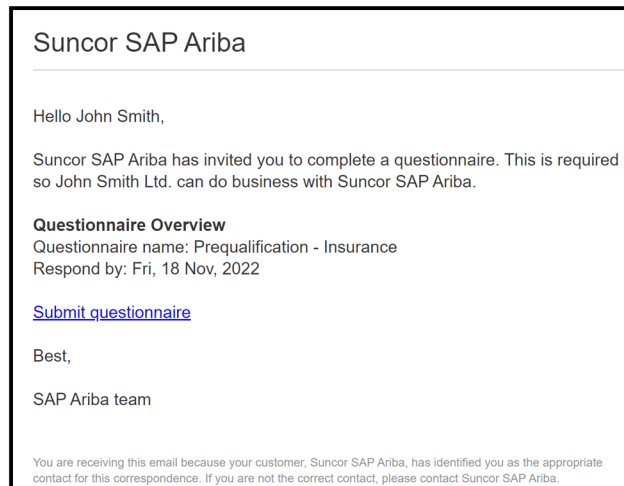 Suncor SAP Ariba
Hello John Smith,
Suncor SAP Ariba has invited you to complete a questionnaire. This is required
so John Smith Ltd. can do business with Suncor SAP Ariba.
Questionnaire Overview
Questionnaire name: Prequalification - Insurance
Respond by: Fri, 18 Nov, 2022
Submit questionnaire
Best,
SAP Ariba team
You are receiving this email because your customer, Suncor SAP Ariba, has identified you as the appropriate
contact for this correspondence. If you are not the correct contact, please contact Suncor SAP Ariba.